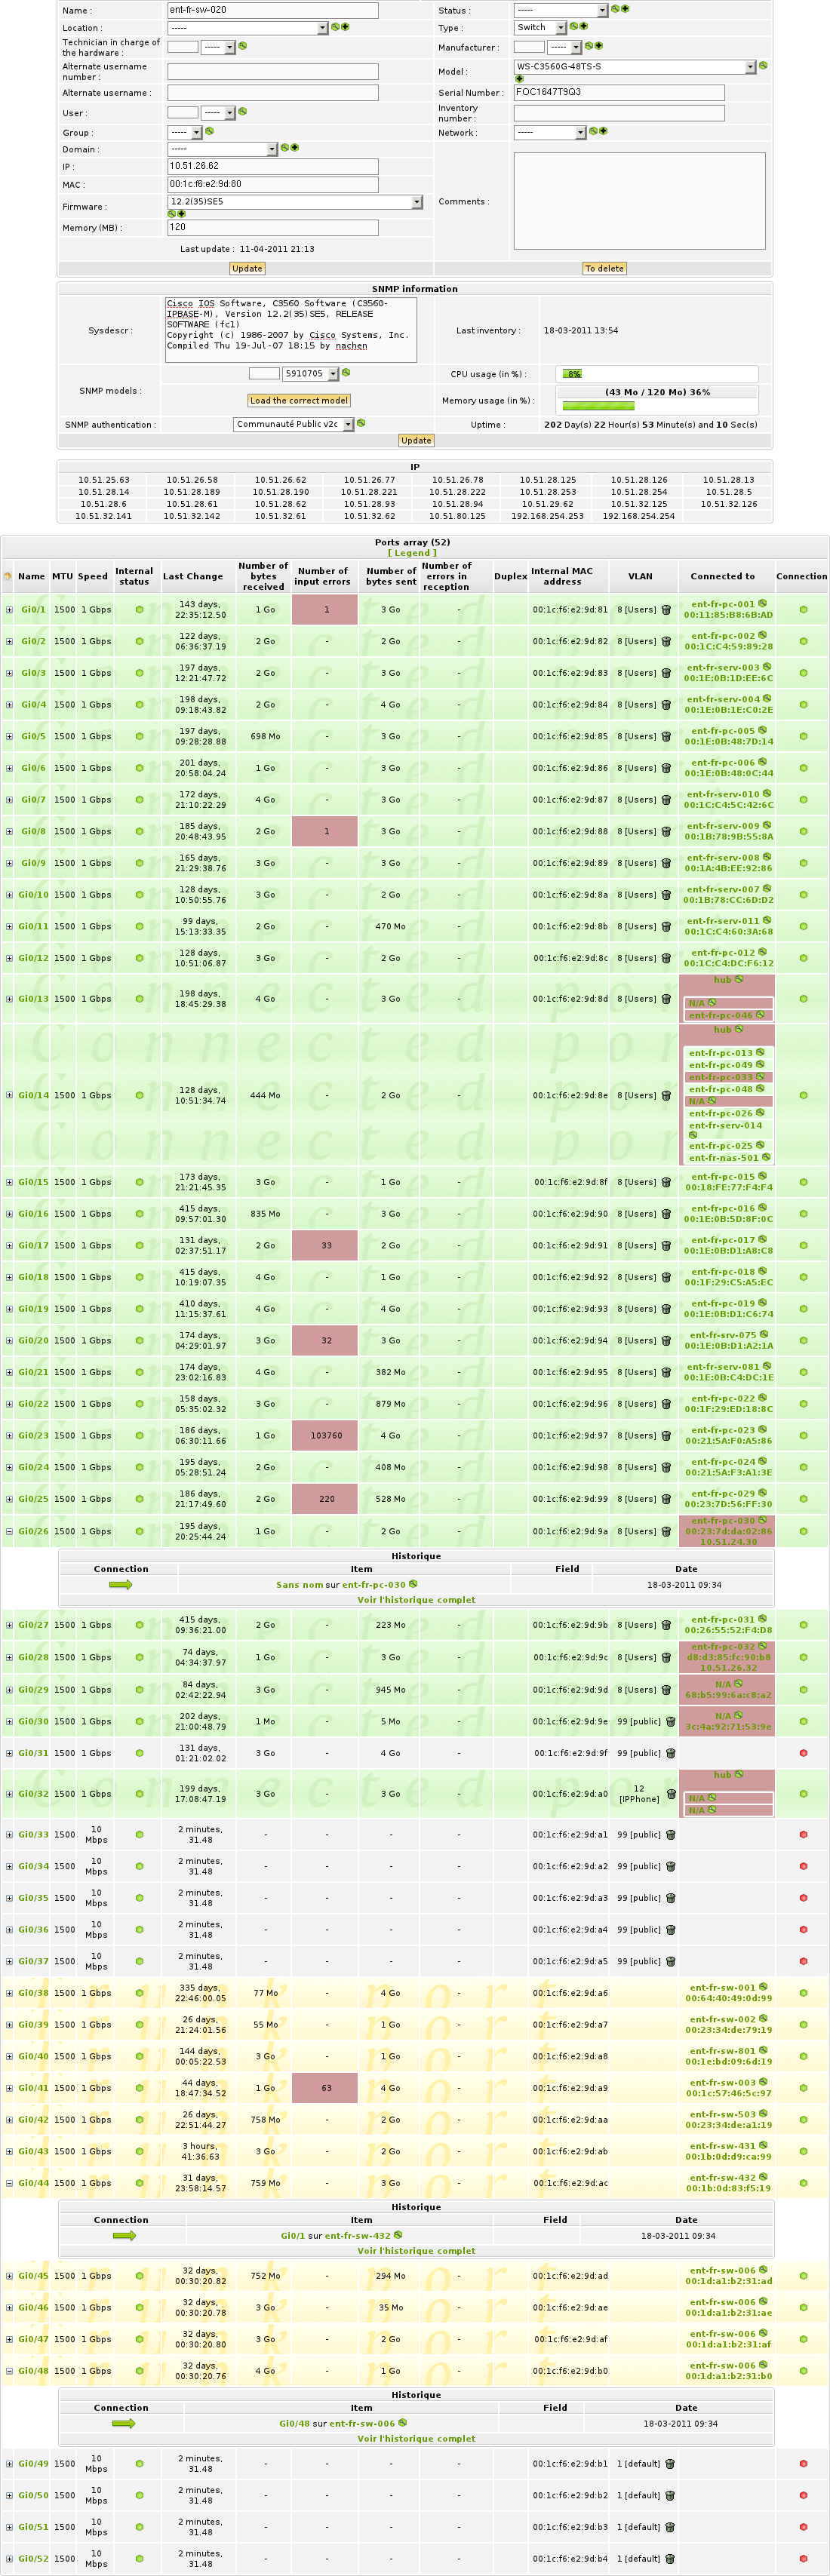 Name : ent-fr-sw-020 Status : -----
Location : ----- Type : Switch
Technician in charge of the hardware : ----- Manufacturer : -----
Alternate username number : Model : WS-C3560G-48TS-S
Alternate username : Serial Number : FOC1647T9Q3
User : ----- Inventory number :
Group : ----- Network : -----
Domain : -----
IP : 10.51.26.62
MAC : 00:1c:f6:e2:9d:80
Firmware : 12.2(35)SE5 Comments :
Memory (MB) : 120
Last update : 11-04-2011 21:13
Update To delete
SNMP information
Sysdescr :
Cisco IOS Software, C3560 Software (C3560-
IPBASE-M), Version 12.2(35)SE5, RELEASE
SOFTWARE (fc1)
Copyright (c) 1986-2007 by Cisco Systems, Inc.
Compiled Thu 19-Jul-07 18:15 by nachen
Last inventory : 18-03-2011 13:54
SNMP models : 5910705
Load the correct model
CPU usage (in %) : 8%
Memory usage (in %) : (43 Mo / 120 Mo) 36%
SNMP authentication : Communauté Public v2c Uptime : 202 Day(s) 22 Hour(s) 53 Minute(s) and 10 Sec(s)
Update
IP
10.51.25.63 10.51.26.58 10.51.26.62 10.51.26.77 10.51.26.78 10.51.28.125 10.51.28.126 10.51.28.13
10.51.28.14 10.51.28.189 10.51.28.190 10.51.28.221 10.51.28.222 10.51.28.253 10.51.28.254 10.51.28.5
10.51.28.6 10.51.28.61 10.51.28.62 10.51.28.93 10.51.28.94 10.51.29.62 10.51.32.125 10.51.32.126
10.51.32.141 10.51.32.142 10.51.32.61 10.51.32.62 10.51.80.125 192.168.254.253 192.168.254.254
Ports array (52)
[ Legend ]
Name MTU Speed Internal status Last Change Number of bytes received Number of input errors Number of bytes sent Number of errors in reception Duplex Internal MAC address VLAN Connected to Connection
Gi0/1 1500 1 Gbps 143 days, 22:35:12.50 1 Go 1 3 Go - 00:1c:f6:e2:9d:81 8 [Users] ent-fr-pc-001 00:11:85:B8:6B:AD
Gi0/2 1500 1 Gbps 122 days, 06:36:37.19 2 Go - 2 Go - 00:1c:f6:e2:9d:82 8 [Users] ent-fr-pc-002 00:1C:C4:59:89:28
Gi0/3 1500 1 Gbps 197 days, 12:21:47.72 2 Go - 3 Go - 00:1c:f6:e2:9d:83 8 [Users] ent-fr-serv-003 00:1E:0B:1D:EE:6C
Gi0/4 1500 1 Gbps 198 days, 09:18:43.82 2 Go - 4 Go - 00:1c:f6:e2:9d:84 8 [Users] ent-fr-serv-004 00:1E:0B:1E:C0:2E
Gi0/5 1500 1 Gbps 197 days, 09:28:28.88 698 Mo - 3 Go - 00:1c:f6:e2:9d:85 8 [Users] ent-fr-pc-005 00:1E:0B:48:7D:14
Gi0/6 1500 1 Gbps 201 days, 20:58:04.24 1 Go - 3 Go - 00:1c:f6:e2:9d:86 8 [Users] ent-fr-pc-006 00:1E:0B:48:0C:44
Gi0/7 1500 1 Gbps 172 days, 21:10:22.29 4 Go - 3 Go - 00:1c:f6:e2:9d:87 8 [Users] ent-fr-serv-010 00:1C:C4:5C:42:6C
Gi0/8 1500 1 Gbps 185 days, 20:48:43.95 2 Go 1 3 Go - 00:1c:f6:e2:9d:88 8 [Users] ent-fr-serv-009 00:1B:78:9B:55:8A
Gi0/9 1500 1 Gbps 165 days, 21:29:38.76 3 Go - 3 Go - 00:1c:f6:e2:9d:89 8 [Users] ent-fr-serv-008 00:1A:4B:EE:92:86
Gi0/10 1500 1 Gbps 128 days, 10:50:55.76 3 Go - 2 Go - 00:1c:f6:e2:9d:8a 8 [Users] ent-fr-serv-007 00:1B:78:CC:6D:D2
Gi0/11 1500 1 Gbps 99 days, 15:13:33.35 2 Go - 470 Mo - 00:1c:f6:e2:9d:8b 8 [Users] ent-fr-serv-011 00:1C:C4:60:3A:68
Gi0/12 1500 1 Gbps 128 days, 10:51:06.87 3 Go - 2 Go - 00:1c:f6:e2:9d:8c 8 [Users] ent-fr-pc-012 00:1C:C4:DC:F6:12
Gi0/13 1500 1 Gbps 198 days, 18:45:29.38 4 Go - 3 Go - 00:1c:f6:e2:9d:8d 8 [Users] hub N/A ent-fr-pc-046
Gi0/14 1500 1 Gbps 128 days, 10:51:34.74 444 Mo - 2 Go - 00:1c:f6:e2:9d:8e 8 [Users] hub ent-fr-pc-013 ent-fr-pc-049 ent-fr-pc-033 ent-fr-pc-048 N/A ent-fr-pc-026 ent-fr-serv-014 ent-fr-pc-025 ent-fr-nas-501
Gi0/15 1500 1 Gbps 173 days, 21:21:45.35 3 Go - 1 Go - 00:1c:f6:e2:9d:8f 8 [Users] ent-fr-pc-015 00:18:FE:77:F4:F4
Gi0/16 1500 1 Gbps 415 days, 09:57:01.30 835 Mo - 3 Go - 00:1c:f6:e2:9d:90 8 [Users] ent-fr-pc-016 00:1E:0B:5D:8F:0C
Gi0/17 1500 1 Gbps 131 days, 02:37:51.17 2 Go 33 2 Go - 00:1c:f6:e2:9d:91 8 [Users] ent-fr-pc-017 00:1E:0B:D1:A8:C8
Gi0/18 1500 1 Gbps 415 days, 10:19:07.35 4 Go - 1 Go - 00:1c:f6:e2:9d:92 8 [Users] ent-fr-pc-018 00:1F:29:C5:A5:EC
Gi0/19 1500 1 Gbps 410 days, 11:15:37.61 4 Go - 4 Go - 00:1c:f6:e2:9d:93 8 [Users] ent-fr-pc-019 00:1E:0B:D1:C6:74
Gi0/20 1500 1 Gbps 174 days, 04:29:01.97 3 Go 32 3 Go - 00:1c:f6:e2:9d:94 8 [Users] ent-fr-srv-075 00:1E:0B:D1:A2:1A
Gi0/21 1500 1 Gbps 174 days, 23:02:16.83 4 Go - 382 Mo - 00:1c:f6:e2:9d:95 8 [Users] ent-fr-serv-081 00:1E:0B:C4:DC:1E
Gi0/22 1500 1 Gbps 158 days, 05:35:02.32 3 Go - 879 Mo - 00:1c:f6:e2:9d:96 8 [Users] ent-fr-pc-022 00:1F:29:ED:18:8C
Gi0/23 1500 1 Gbps 186 days, 06:30:11.66 1 Go 103760 4 Go - 00:1c:f6:e2:9d:97 8 [Users] ent-fr-pc-023 00:21:5A:F0:A5:86
Gi0/24 1500 1 Gbps 195 days, 05:28:51.24 2 Go - 408 Mo - 00:1c:f6:e2:9d:98 8 [Users] ent-fr-pc-024 00:21:5A:F3:A1:3E
Gi0/25 1500 1 Gbps 186 days, 21:17:49.60 2 Go 220 528 Mo - 00:1c:f6:e2:9d:99 8 [Users] ent-fr-pc-029 00:23:7D:56:FF:30
Gi0/26 1500 1 Gbps 195 days, 20:25:44.24 1 Go - 2 Go - 00:1c:f6:e2:9d:9a 8 [Users] ent-fr-pc-030 00:23:7d:da:02:86 10.51.24.30
Historique
Connection Item Field Date
Sans nom sur ent-fr-pc-030 18-03-2011 09:34
Voir l'historique complet
Gi0/27 1500 1 Gbps 415 days, 09:36:21.00 2 Go - 223 Mo - 00:1c:f6:e2:9d:9b 8 [Users] ent-fr-pc-031 00:26:55:52:F4:D8
Gi0/28 1500 1 Gbps 74 days, 04:34:37.97 1 Go - 3 Go - 00:1c:f6:e2:9d:9c 8 [Users] ent-fr-pc-032 d8:d3:85:fc:90:b8 10.51.26.32
Gi0/29 1500 1 Gbps 84 days, 02:42:22.94 3 Go - 945 Mo - 00:1c:f6:e2:9d:9d 8 [Users] N/A 68:b5:99:6a:c8:a2
Gi0/30 1500 1 Gbps 202 days, 21:00:48.79 1 Mo - 5 Mo - 00:1c:f6:e2:9d:9e 99 [public] N/A 3c:4a:92:71:53:9e
Gi0/31 1500 1 Gbps 131 days, 01:21:02.02 3 Go - 4 Go - 00:1c:f6:e2:9d:9f 99 [public]
Gi0/32 1500 1 Gbps 199 days, 17:08:47.19 3 Go - 3 Go - 00:1c:f6:e2:9d:a0 12 [IPPhone] hub N/A N/A
Gi0/33 1500 10 Mbps 2 minutes, 31.48 - - - - 00:1c:f6:e2:9d:a1 99 [public]
Gi0/34 1500 10 Mbps 2 minutes, 31.48 - - - - 00:1c:f6:e2:9d:a2 99 [public]
Gi0/35 1500 10 Mbps 2 minutes, 31.48 - - - - 00:1c:f6:e2:9d:a3 99 [public]
Gi0/36 1500 10 Mbps 2 minutes, 31.48 - - - - 00:1c:f6:e2:9d:a4 99 [public]
Gi0/37 1500 10 Mbps 2 minutes, 31.48 - - - - 00:1c:f6:e2:9d:a5 99 [public]
Gi0/38 1500 1 Gbps 335 days, 22:46:00.05 77 Mo - 4 Go - 00:1c:f6:e2:9d:a6 ent-fr-sw-001 00:64:40:49:0d:99
Gi0/39 1500 1 Gbps 26 days, 21:24:01.56 55 Mo - 1 Go - 00:1c:f6:e2:9d:a7 ent-fr-sw-002 00:23:34:de:79:19
Gi0/40 1500 1 Gbps 144 days, 00:05:22.53 3 Go - 1 Go - 00:1c:f6:e2:9d:a8 ent-fr-sw-801 00:1e:bd:09:6d:19
Gi0/41 1500 1 Gbps 44 days, 18:47:34.52 1 Go 63 4 Go - 00:1c:f6:e2:9d:a9 ent-fr-sw-003 00:1c:57:46:5c:97
Gi0/42 1500 1 Gbps 26 days, 22:51:44.27 758 Mo - 2 Go - 00:1c:f6:e2:9d:aa ent-fr-sw-503 00:23:34:de:a1:19
Gi0/43 1500 1 Gbps 3 hours, 41:36.63 3 Go - 2 Go - 00:1c:f6:e2:9d:ab ent-fr-sw-431 00:1b:0d:d9:ca:99
Gi0/44 1500 1 Gbps 31 days, 23:58:14.57 759 Mo - 3 Go - 00:1c:f6:e2:9d:ac ent-fr-sw-432 00:1b:0d:83:f5:19
Historique
Connection Item Field Date
Gi0/1 sur ent-fr-sw-432 18-03-2011 09:34
Voir l'historique complet
Gi0/45 1500 1 Gbps 32 days, 00:30:20.82 752 Mo - 294 Mo - 00:1c:f6:e2:9d:ad ent-fr-sw-006 00:1d:a1:b2:31:ad
Gi0/46 1500 1 Gbps 32 days, 00:30:20.78 3 Go - 35 Mo - 00:1c:f6:e2:9d:ae ent-fr-sw-006 00:1d:a1:b2:31:ae
Gi0/47 1500 1 Gbps 32 days, 00:30:20.80 3 Go - 2 Go - 00:1c:f6:e2:9d:af ent-fr-sw-006 00:1d:a1:b2:31:af
Gi0/48 1500 1 Gbps 32 days, 00:30:20.76 4 Go - 1 Go - 00:1c:f6:e2:9d:b0 ent-fr-sw-006 00:1d:a1:b2:31:b0
Historique
Connection Item Field Date
Gi0/48 sur ent-fr-sw-006 18-03-2011 09:34
Voir l'historique complet
Gi0/49 1500 10 Mbps 2 minutes, 31.48 - - - - 00:1c:f6:e2:9d:b1 1 [default]
Gi0/50 1500 10 Mbps 2 minutes, 31.48 - - - - 00:1c:f6:e2:9d:b2 1 [default]
Gi0/51 1500 10 Mbps 2 minutes, 31.48 - - - - 00:1c:f6:e2:9d:b3 1 [default]
Gi0/52 1500 10 Mbps 2 minutes, 31.48 - - - - 00:1c:f6:e2:9d:b4 1 [default]